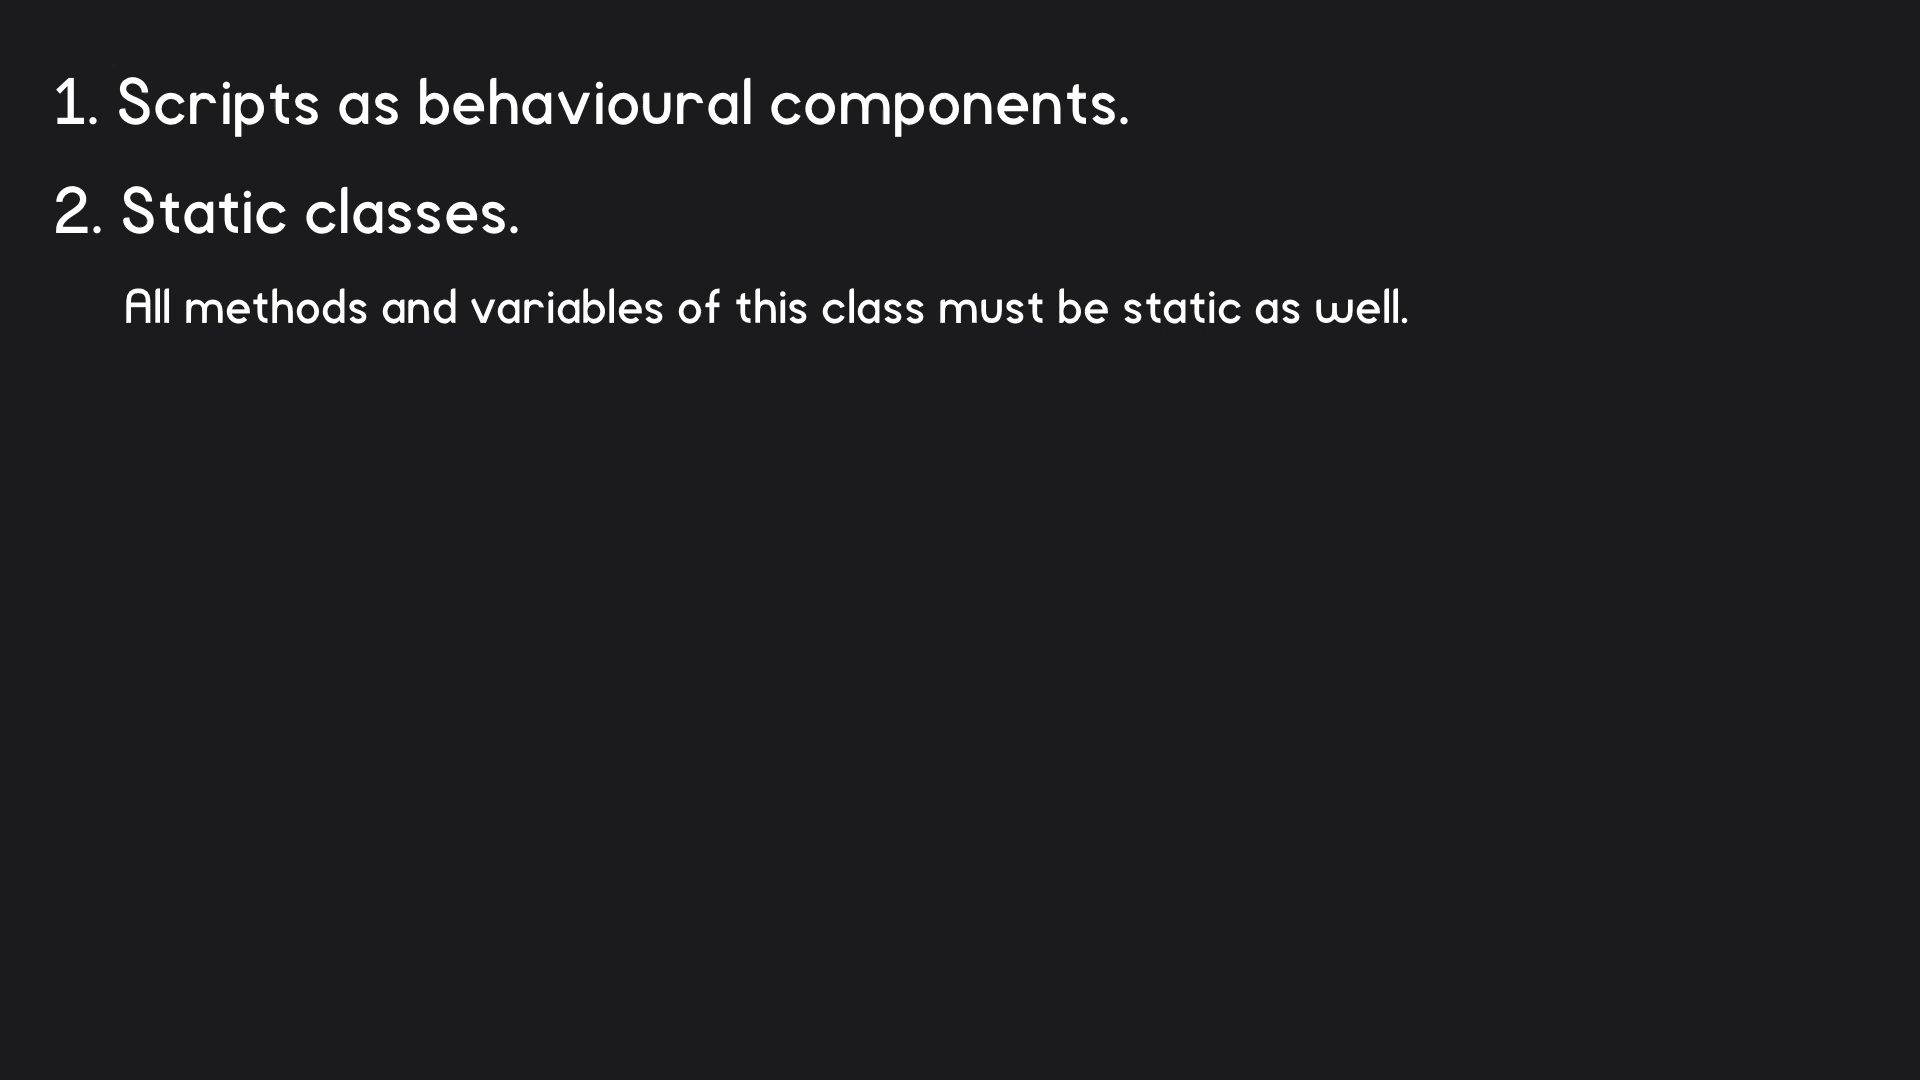 1. Scripts as behavioural components.
2. Static classes.
All methods and variables of this class must be static as well.